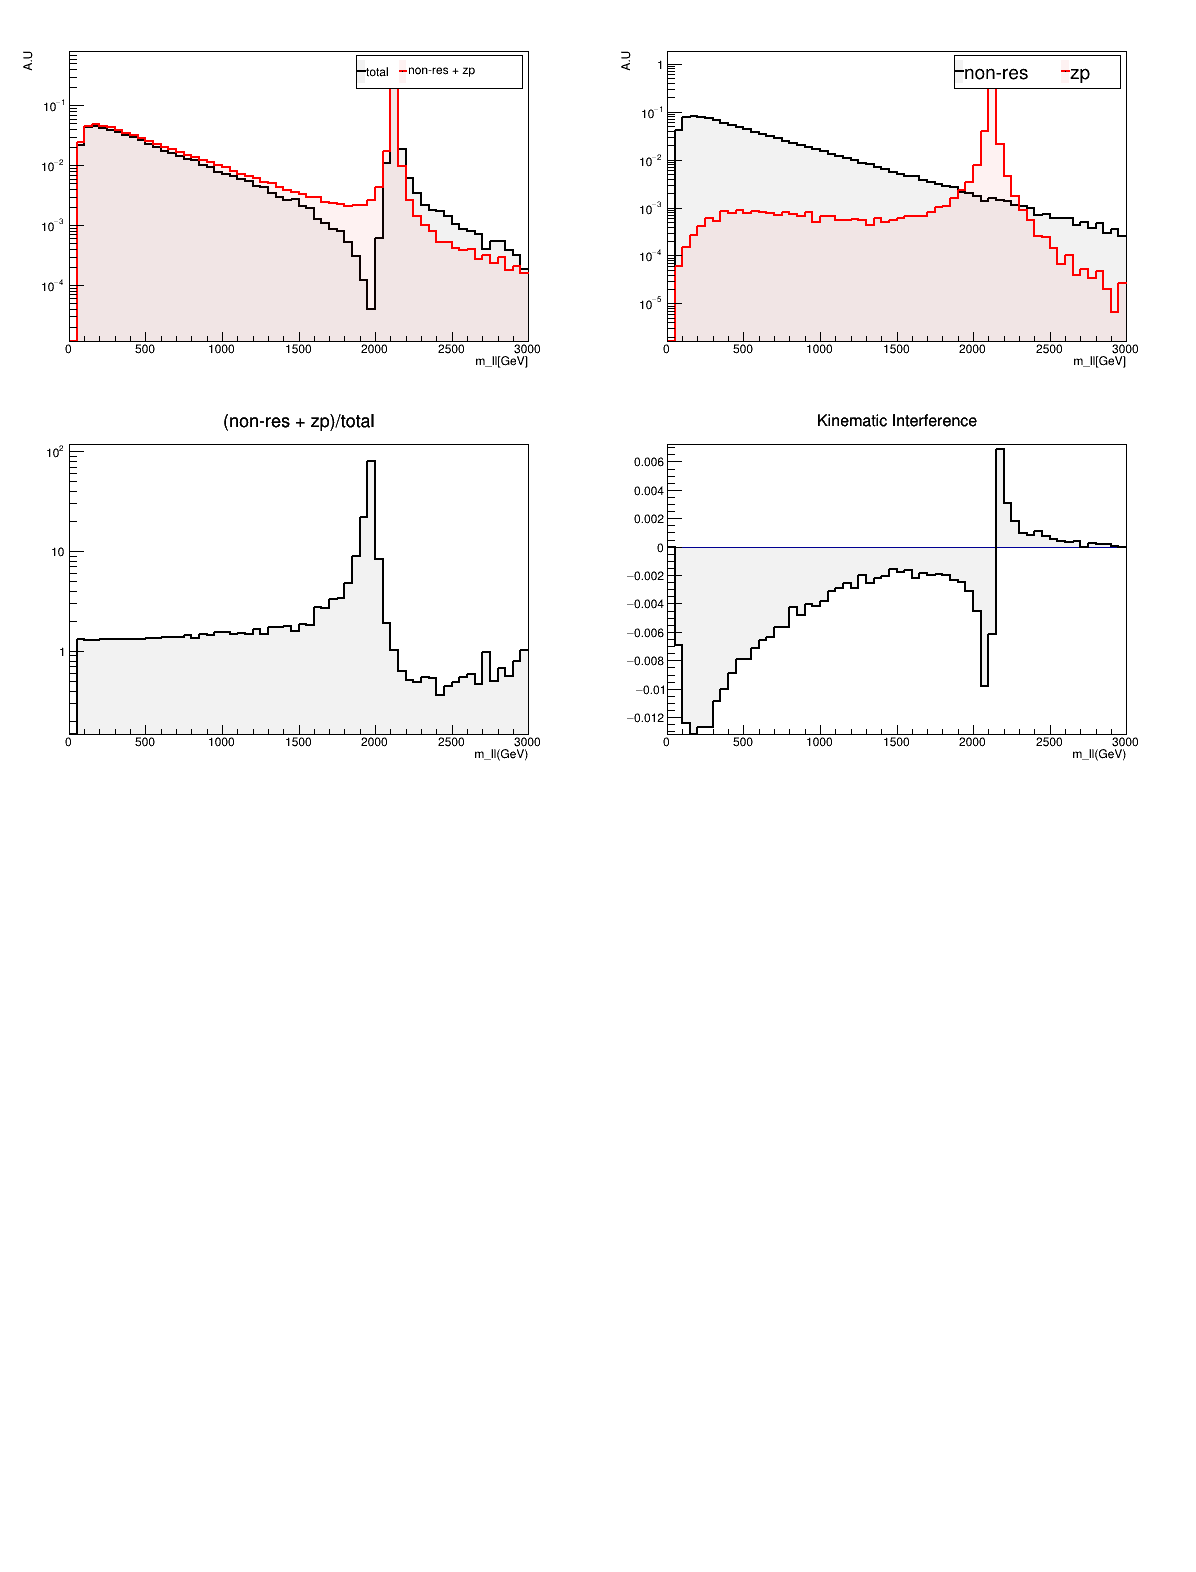 A.U
total non-res + zp
10⁻¹
10⁻²
10⁻³
10⁻⁴
0 500 1000 1500 2000 2500 3000
m_ll[GeV]
A.U
non-res zp
1
10⁻¹
10⁻²
10⁻³
10⁻⁴
10⁻⁵
0 500 1000 1500 2000 2500 3000
m_ll[GeV]
(non-res + zp)/total
10²
10
1
0 500 1000 1500 2000 2500 3000
m_ll(GeV)
Kinematic Interference
0.006
0.004
0.002
0
−0.002
−0.004
−0.006
−0.008
−0.01
−0.012
0 500 1000 1500 2000 2500 3000
m_ll(GeV)